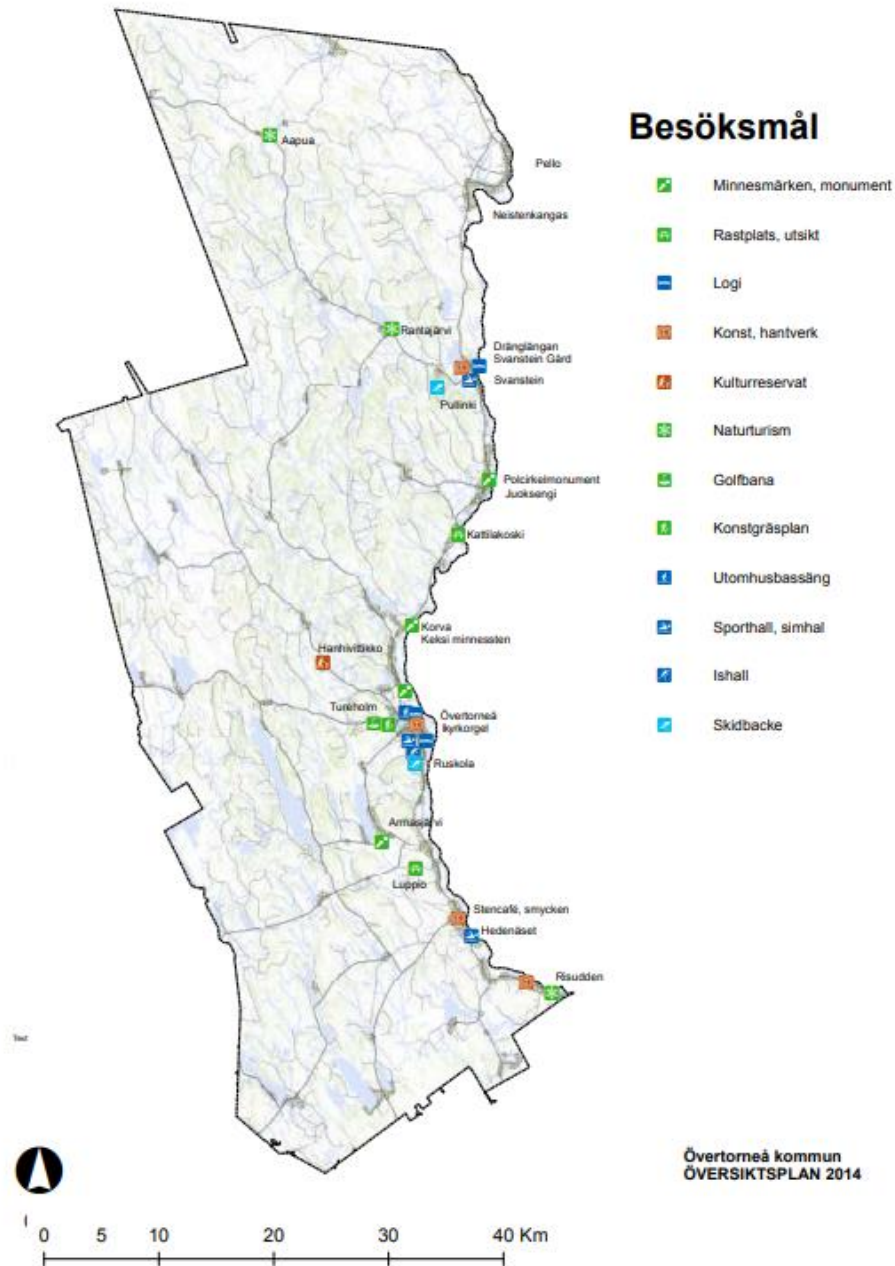 Besöksmål
Minnesmärken, monument
Rastplats, utsikt
Logi
Konst, hantverk
Kulturreservat
Naturturism
Golfbana
Konstgräsplan
Utomhusbassäng
Sporthall, simhal
Ishall
Skidbacke
Aapua
Pello
Neistenkangas
Rantajärvi
Dränglängan
Svanstein Gård
Svanstein
Pullinki
Polcirkelmonument
Juoksengi
Kattilakoski
Korva
Keksi minnessten
Hanhivittikko
Tureholm
Övertorneå
kyrkorgel
Ruskola
Armasjärvi
Luppio
Stencafé, smycken
Hedenäset
Risudden
Text
Övertorneå kommun
ÖVERSIKTSPLAN 2014
0 5 10 20 30 40 Km